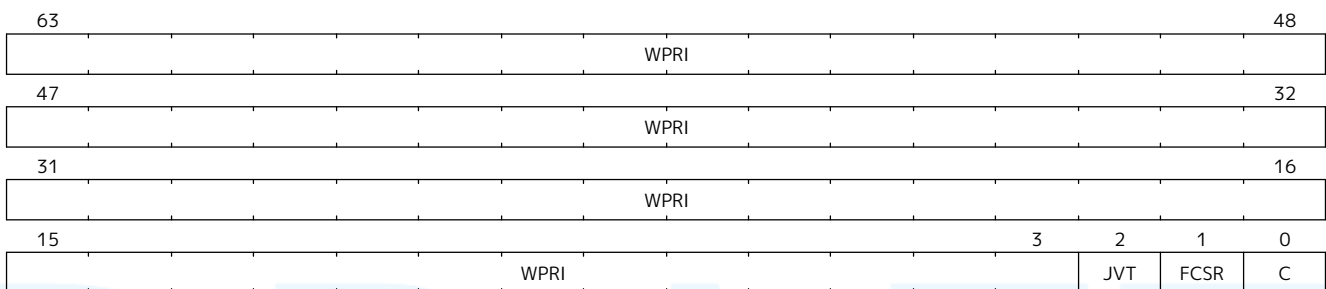 63 48
WPRI
47 32
WPRI
31 16
WPRI
15 3 2 1 0
WPRI JVT FCSR C